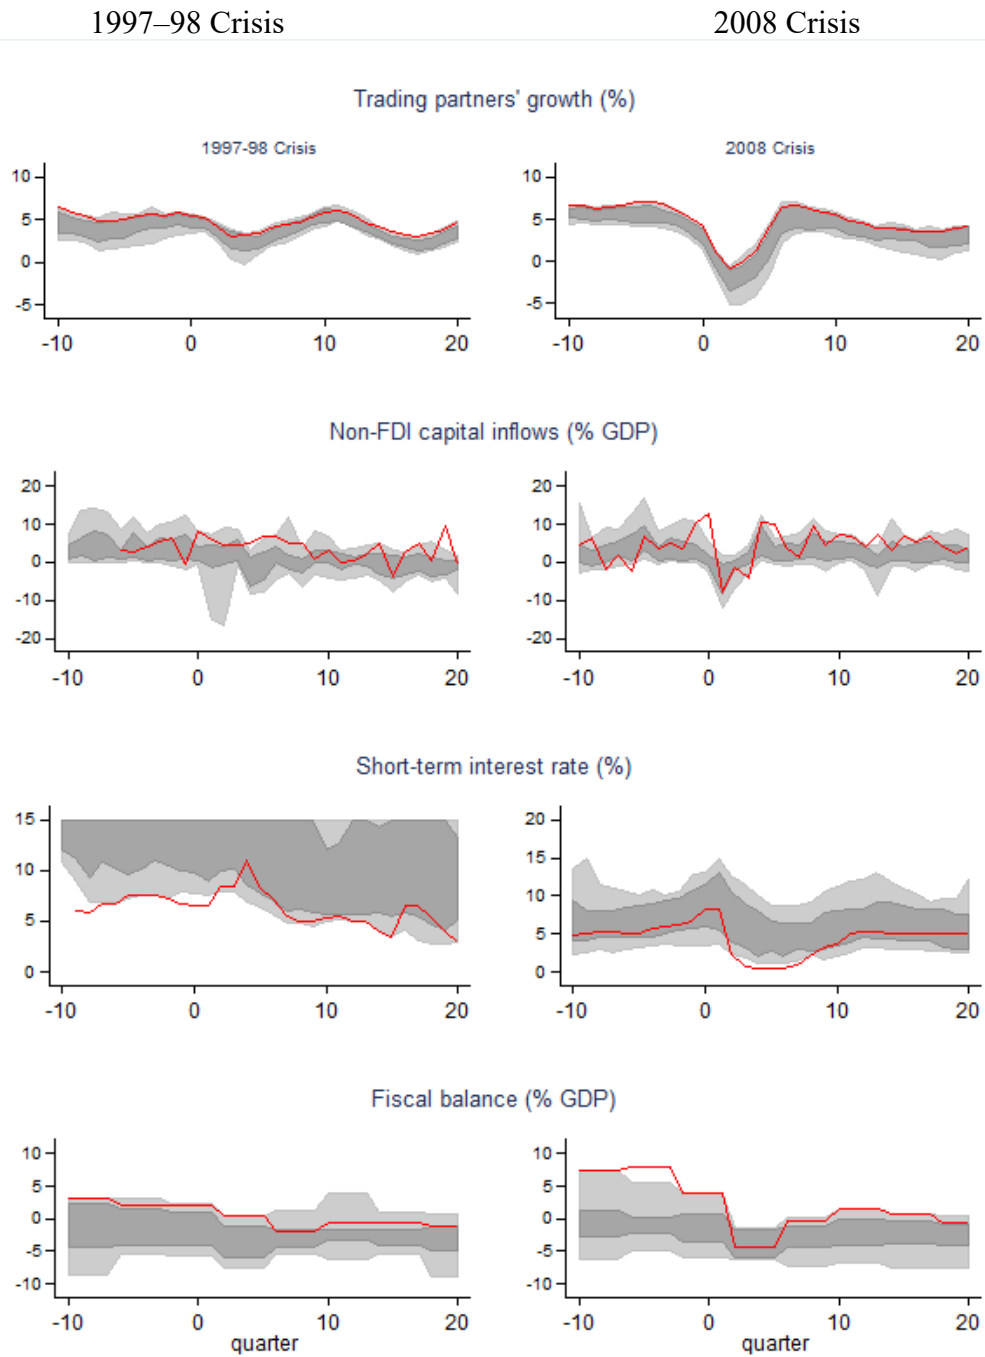 1997–98 Crisis 2008 Crisis
Trading partners' growth (%)
1997-98 Crisis 2008 Crisis
10 10
5 5
0 0
-5 -5
-10 0 10 20 -10 0 10 20
Non-FDI capital inflows (% GDP)
20 20
10 10
0 0
-10 -10
-20 -20
-10 0 10 20 -10 0 10 20
Short-term interest rate (%)
15 20
10 15
5 10
0 5
0
-10 0 10 20 -10 0 10 20
Fiscal balance (% GDP)
10 10
5 5
0 0
-5 -5
-10 -10
-10 0 10 20 -10 0 10 20
quarter quarter